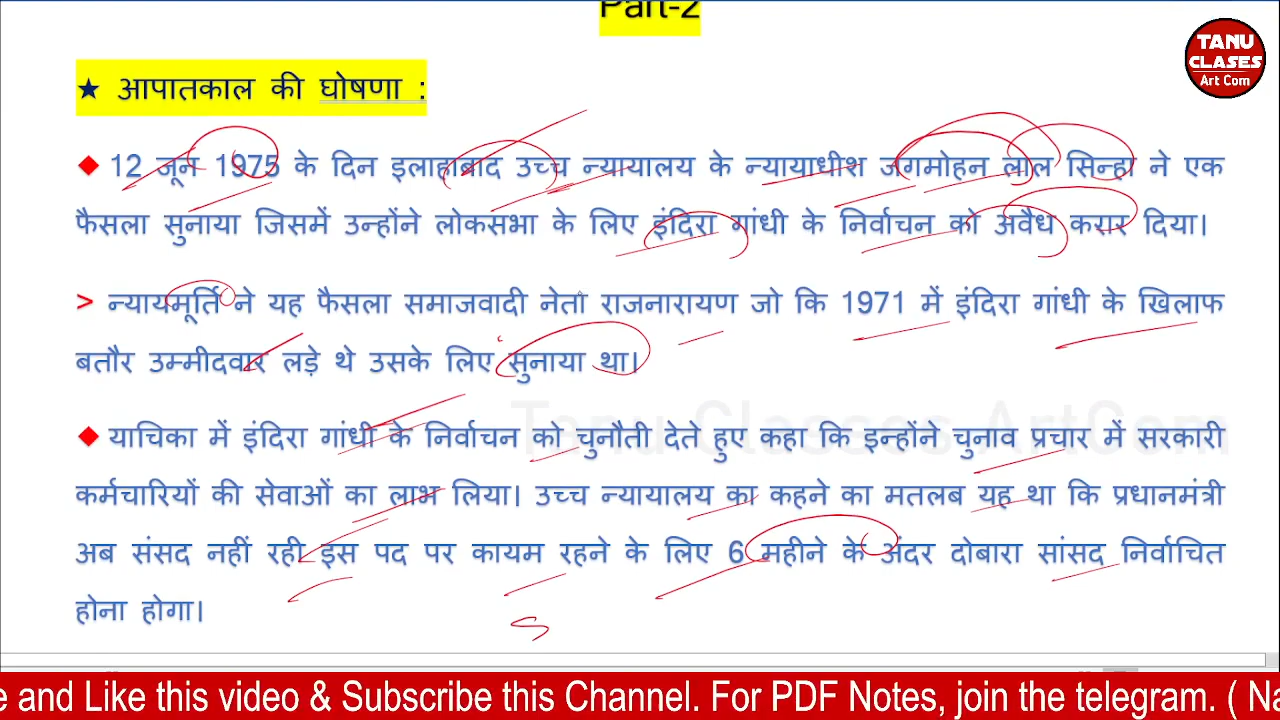 Part-2
TANU
CLASES
Art Com
★ आपातकाल की घोषणा :
◆ 12 जून 1975 के दिन इलाहाबाद उच्च न्यायालय के न्यायाधीश जगमोहन लाल सिन्हा ने एक
फैसला सुनाया जिसमें उन्होंने लोकसभा के लिए इंदिरा गांधी के निर्वाचन को अवैध करार दिया।
> न्यायमूर्ति ने यह फैसला समाजवादी नेता राजनारायण जो कि 1971 में इंदिरा गांधी के खिलाफ
बतौर उम्मीदवार लड़े थे उसके लिए सुनाया था।
Tanu Classes ArtCom
◆ याचिका में इंदिरा गांधी के निर्वाचन को चुनौती देते हुए कहा कि इन्होंने चुनाव प्रचार में सरकारी
कर्मचारियों की सेवाओं का लाभ लिया। उच्च न्यायालय का कहने का मतलब यह था कि प्रधानमंत्री
अब संसद नहीं रही इस पद पर कायम रहने के लिए 6 महीने के अंदर दोबारा सांसद निर्वाचित
होना होगा।
e and Like this video & Subscribe this Channel. For PDF Notes, join the telegram. ( Na